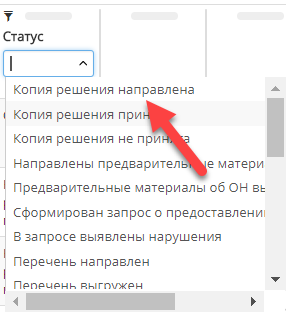 Статус
Копия решения направлена
Копия решения прин
Копия решения не принята
Направлены предварительные матери
Предварительные материалы об ОН вы
Сформирован запрос о предоставлени
В запросе выявлены нарушения
Перечень направлен
Перечень выгружен